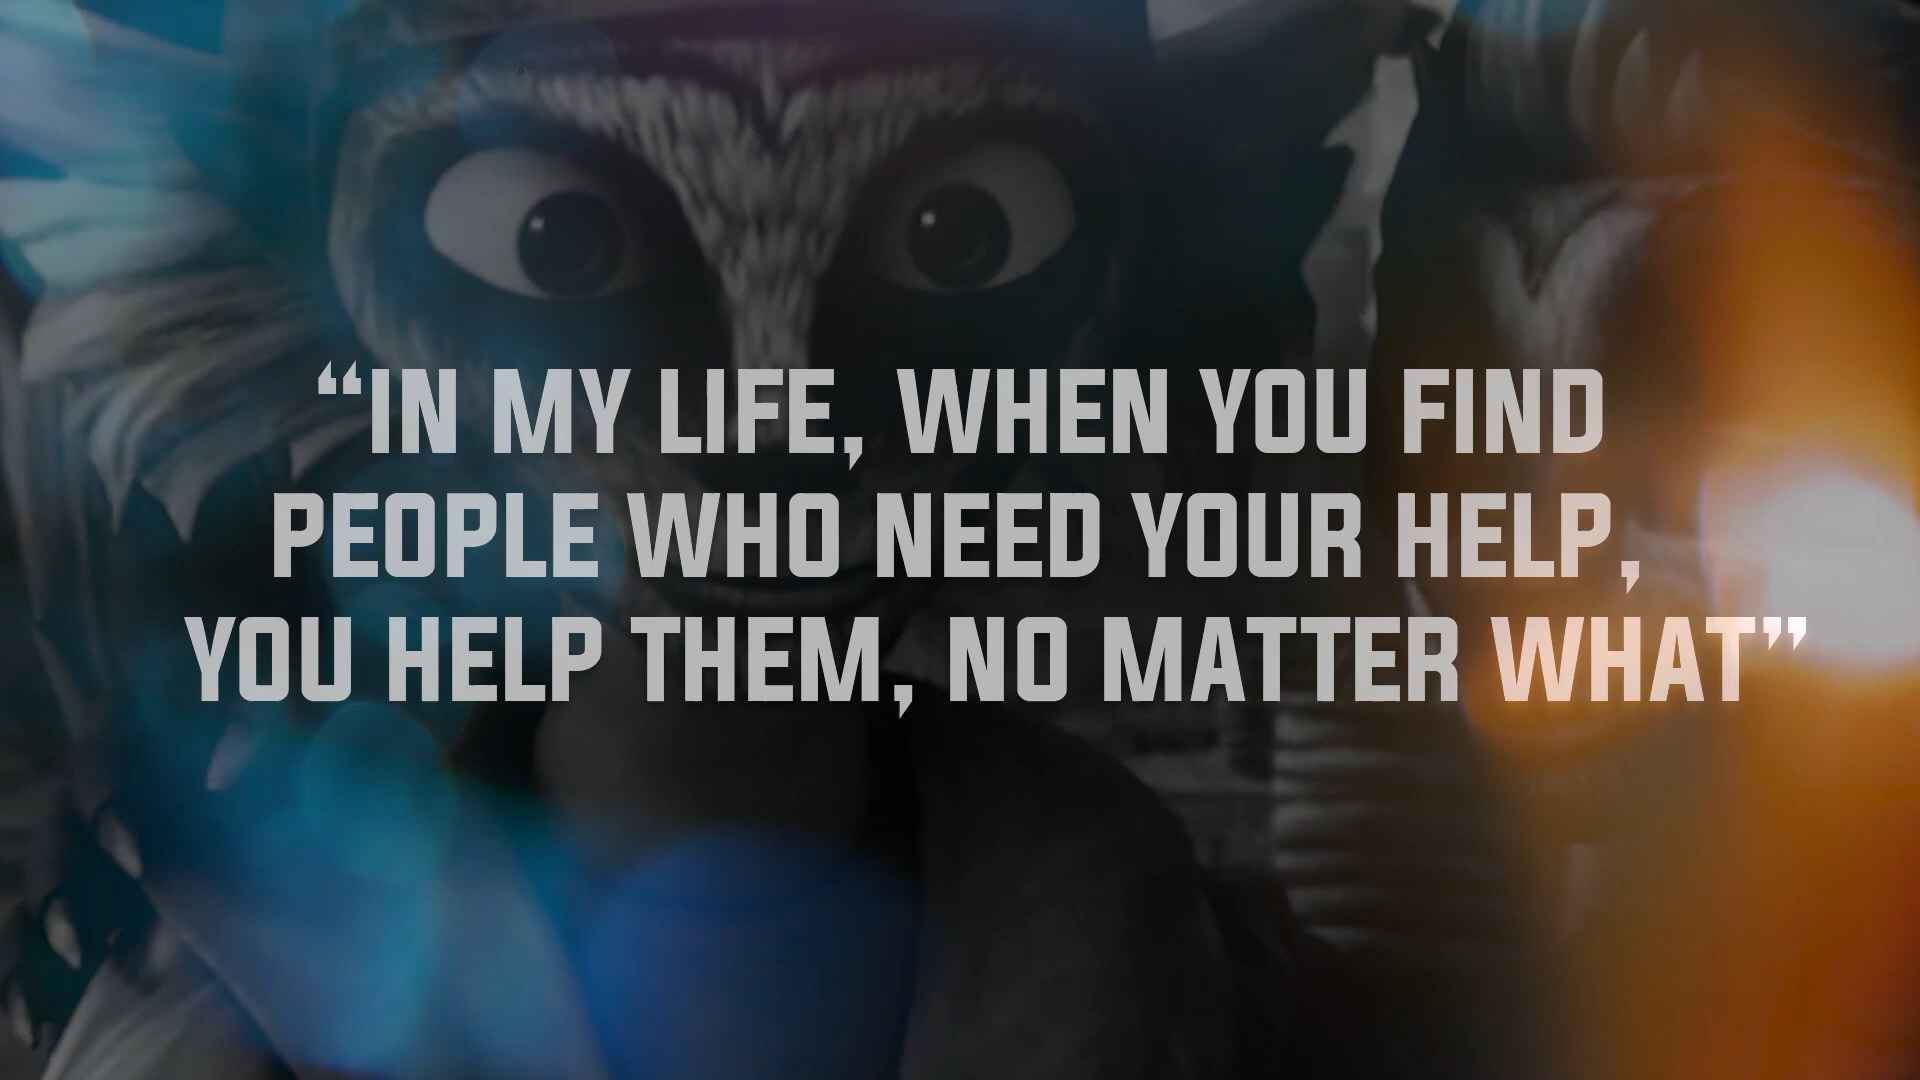 “IN MY LIFE, WHEN YOU FIND
PEOPLE WHO NEED YOUR HELP,
YOU HELP THEM, NO MATTER WHAT”